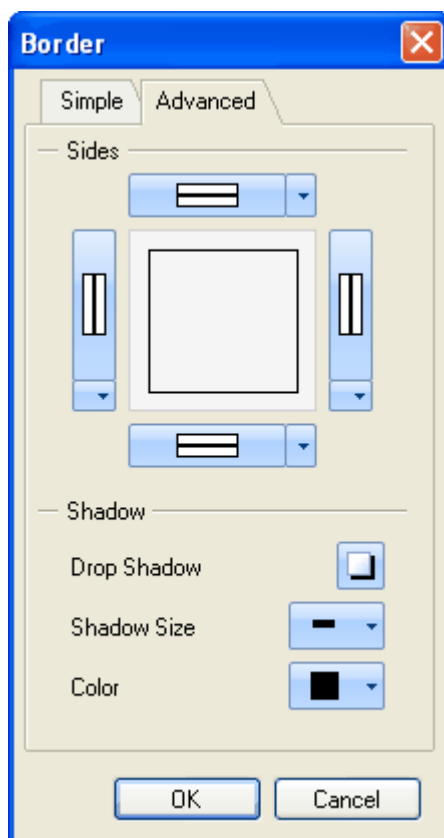 Border
Simple Advanced
Sides
Shadow
Drop Shadow
Shadow Size
Color
OK Cancel